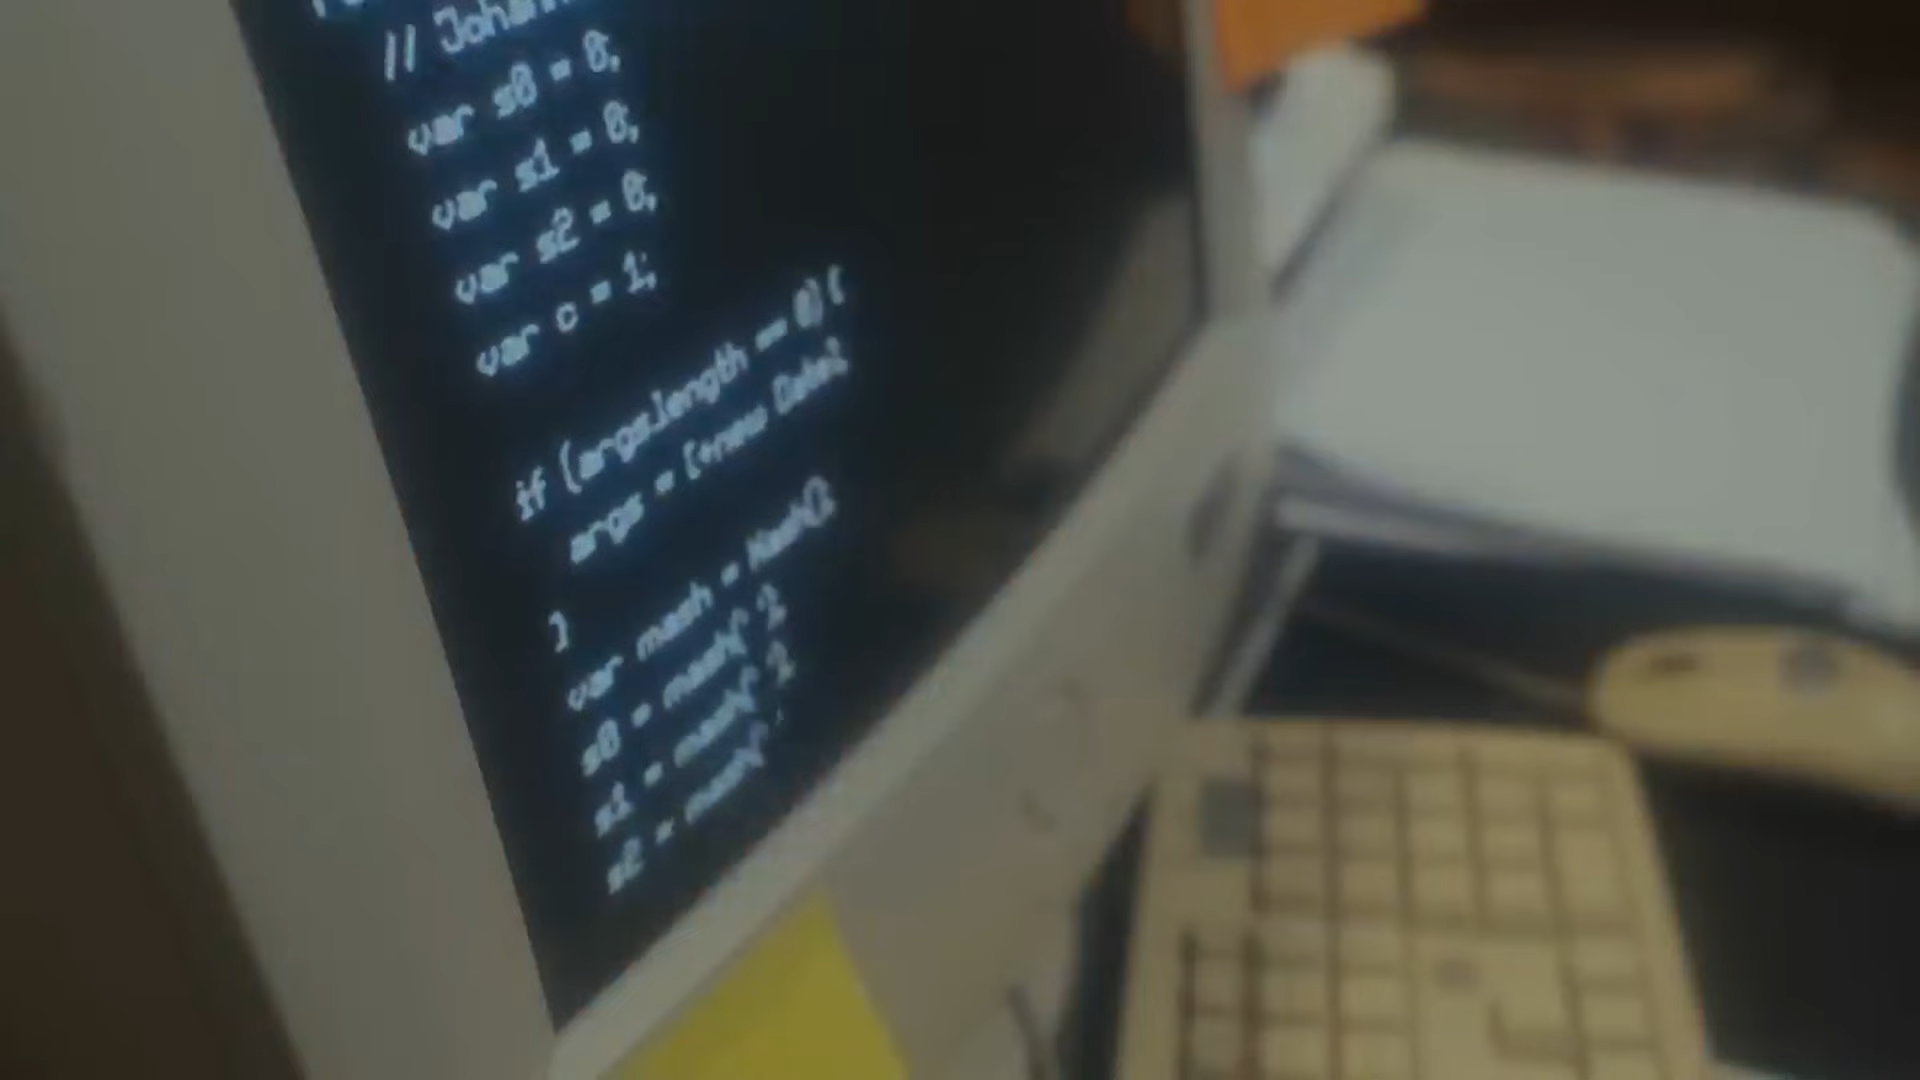 // Johann
var s0 = 0;
var s1 = 0;
var s2 = 0;
var c = 1;
if (args.length == 0) {
args = [+new Date]
}
var mash = Mash();
s0 = mash(' '
s1 = mash(' '
s2 = mash('